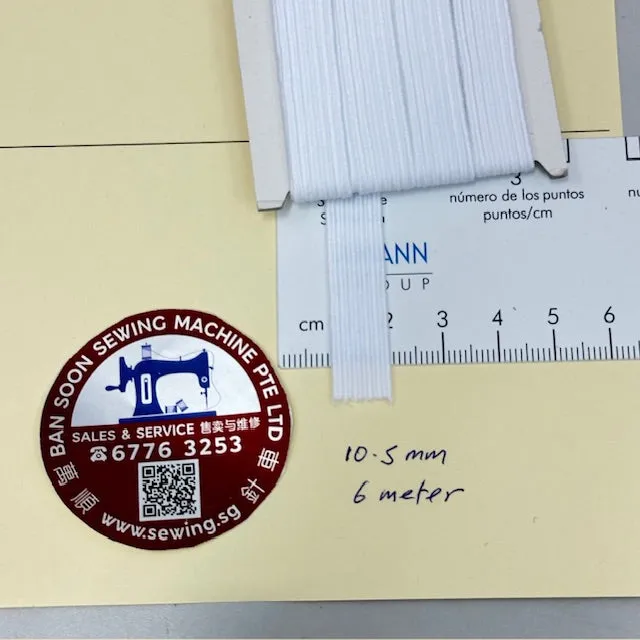 3
número de los puntos
puntos/cm
ANN
OUP
cm 2 3 4 5 6
BAN SOON SEWING MACHINE PTE LTD
SALES & SERVICE 售卖与维修
☎6776 3253
萬順 針車
www.sewing.sg
10.5 mm
6 meter